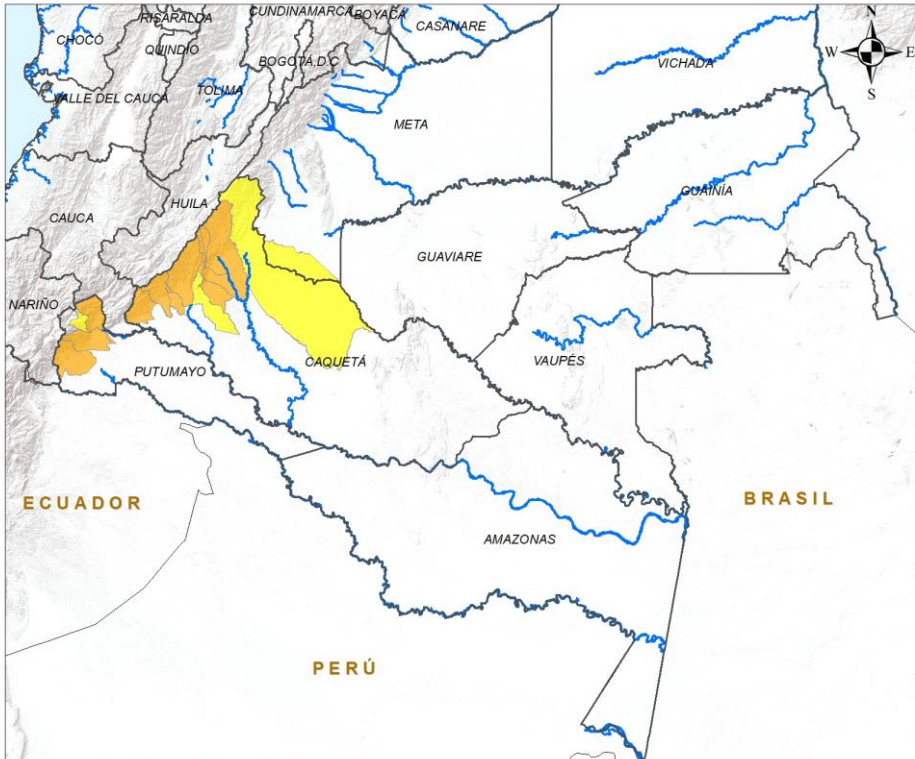 CUNDINAMARCA
BOYACÁ
RISARALDA
CASANARE
N
CHOCÓ
QUINDÍO
W
E
BOGOTÁ D.C
VICHADA
S
VALLE DEL CAUCA
TOLIMA
META
GUAINÍA
HUILA
CAUCA
GUAVIARE
NARIÑO
CAQUETÁ
VAUPÉS
PUTUMAYO
ECUADOR
BRASIL
AMAZONAS
PERÚ